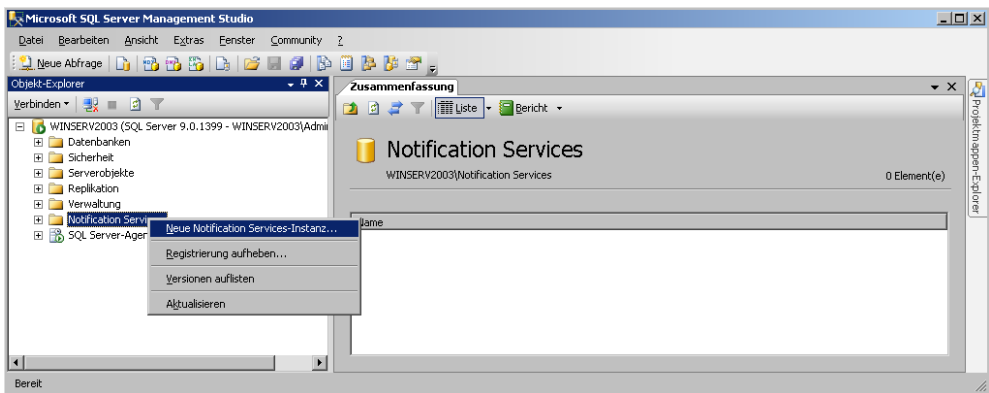 Microsoft SQL Server Management Studio
Datei Bearbeiten Ansicht Extras Fenster Community ?
Neue Abfrage
Objekt-Explorer
Verbinden
WINSERV2003 (SQL Server 9.0.1399 - WINSERV2003\Admi
Datenbanken
Sicherheit
Serverobjekte
Replikation
Verwaltung
Notification Servi
SQL Server-Ager
Neue Notification Services-Instanz...
Registrierung aufheben...
Versionen auflisten
Aktualisieren
Zusammenfassung
Liste Bericht
Notification Services
WINSERV2003\Notification Services
0 Element(e)
Name
Projektmappen-Explorer
Bereit